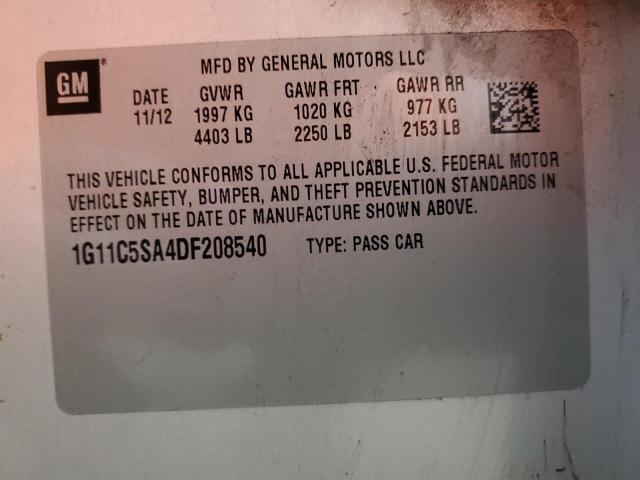 GM ®
MFD BY GENERAL MOTORS LLC
DATE GVWR GAWR FRT GAWR RR
11/12 1997 KG 1020 KG 977 KG
4403 LB 2250 LB 2153 LB
THIS VEHICLE CONFORMS TO ALL APPLICABLE U.S. FEDERAL MOTOR
VEHICLE SAFETY, BUMPER, AND THEFT PREVENTION STANDARDS IN
EFFECT ON THE DATE OF MANUFACTURE SHOWN ABOVE.
1G11C5SA4DF208540 TYPE: PASS CAR